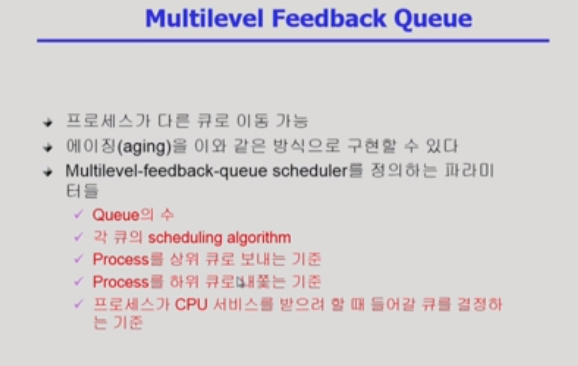 Multilevel Feedback Queue
프로세스가 다른 큐로 이동 가능
에이징(aging)을 이와 같은 방식으로 구현할 수 있다
Multilevel-feedback-queue scheduler를 정의하는 파라미
터들
Queue의 수
각 큐의 scheduling algorithm
Process를 상위 큐로 보내는 기준
Process를 하위 큐로 내쫓는 기준
프로세스가 CPU 서비스를 받으려 할 때 들어갈 큐를 결정하
는 기준